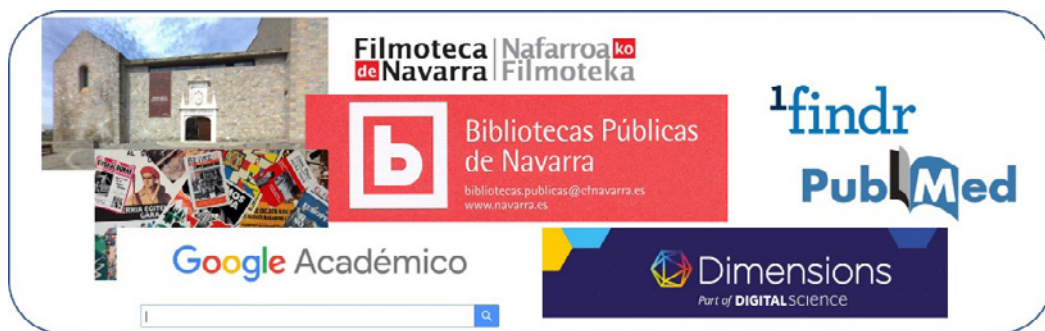 Filmoteca Nafarroako
de Navarra Filmoteka
b
Bibliotecas Públicas
de Navarra
bibliotecas.publicas@cfnavarra.es
www.navarra.es
1findr
PubMed
Google Académico
Dimensions
Part of DIGITAL SCIENCE